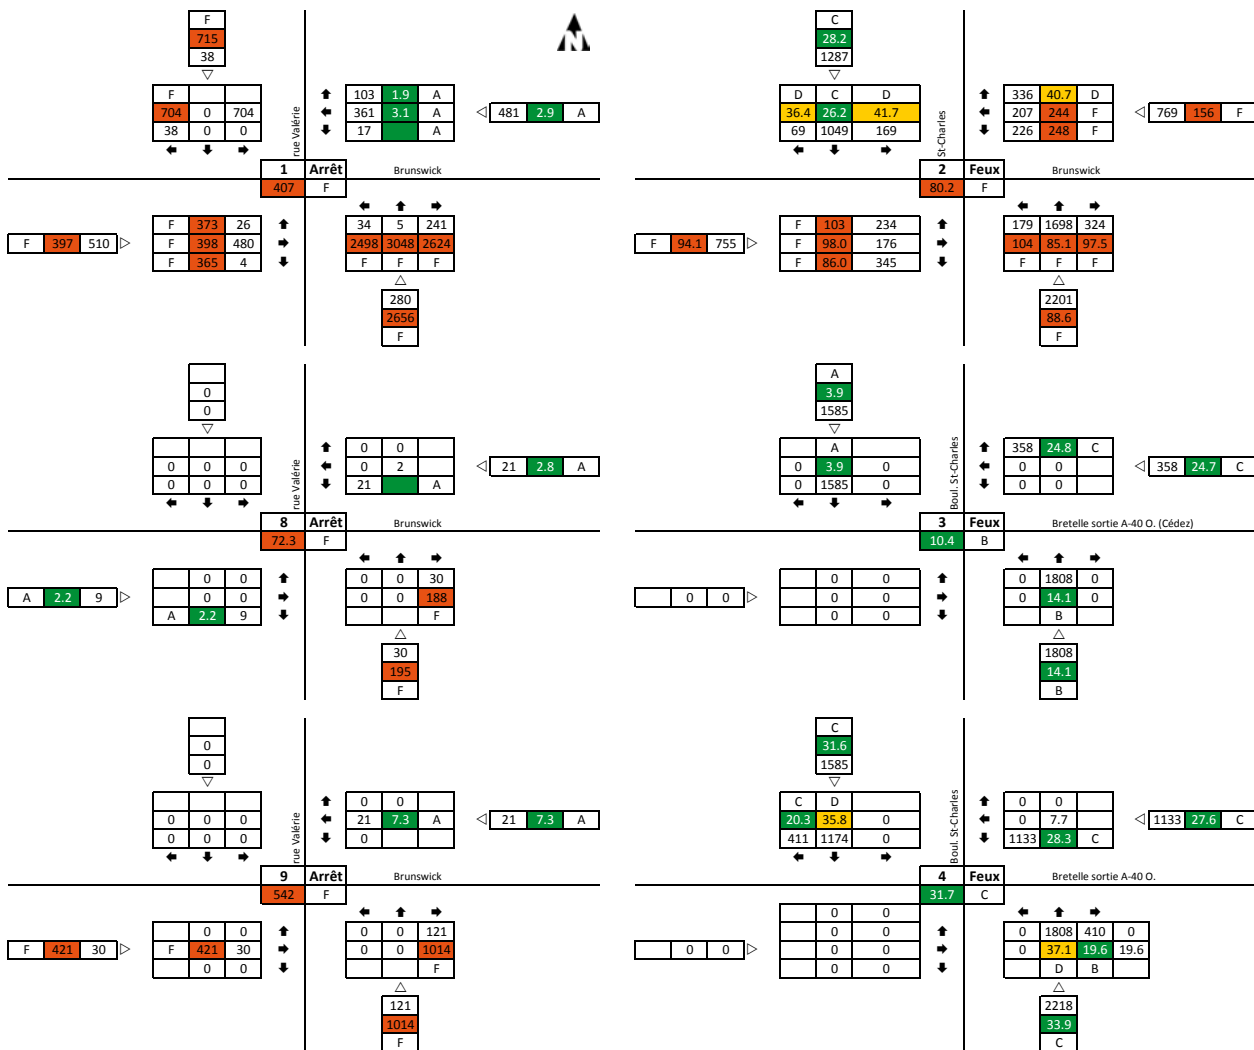 F
715
38
F
704 0 704
38 0 0
rue Valérie
103 1.9 A
361 3.1 A
17 A
481 2.9 A
1 Arrêt
407 F
Brunswick
F 397 510
F 373 26
F 398 480
F 365 4
34 5 241
2498 3048 2624
F F F
280
2656
F
N
C
28.2
1287
D C D
36.4 26.2 41.7
69 1049 169
St-Charles
336 40.7 D
207 244 F
226 248 F
769 156 F
2 Feux
80.2 F
Brunswick
F 94.1 755
F 103 234
F 98.0 176
F 86.0 345
179 1698 324
104 85.1 97.5
F F F
2201
88.6
F
0
0
0 0 0
0 0 0
rue Valérie
0 0
0 2
21 A
21 2.8 A
8 Arrêt
72.3 F
Brunswick
A 2.2 9
0 0
0 0
A 2.2 9
0 0 30
0 0 188
F
30
195
F
A
3.9
1585
A
0 3.9 0
0 1585 0
Boul. St-Charles
358 24.8 C
0 0
0 0
358 24.7 C
3 Feux
10.4 B
Bretelle sortie A-40 O. (Cédez)
0 0
0 0
0 0
0 0
0 1808 0
0 14.1 0
B
1808
14.1
B
0
0
0 0 0
0 0 0
rue Valérie
0 0
21 7.3 A
0
21 7.3 A
9 Arrêt
542 F
Brunswick
F 421 30
0 0
F 421 30
0 0
0 0 121
0 0 1014
F
121
1014
F
C
31.6
1585
C D
20.3 35.8 0
411 1174 0
Boul. St-Charles
0 0
0 7.7
1133 28.3 C
1133 27.6 C
4 Feux
31.7 C
Bretelle sortie A-40 O.
0 0
0 0
0 0
0 0
0 0
0 1808 410 0
0 37.1 19.6 19.6
D B
2218
33.9
C